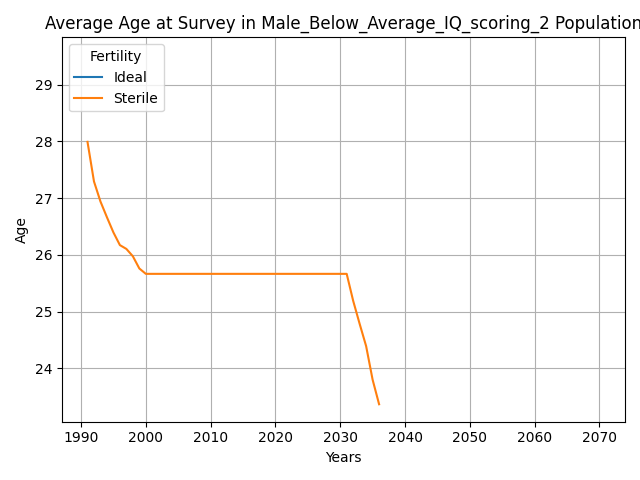 Average Age at Survey in Male_Below_Average_IQ_scoring_2 Population
Fertility
Ideal
Sterile
29
28
27
26
25
24
Age
1990 2000 2010 2020 2030 2040 2050 2060 2070
Years